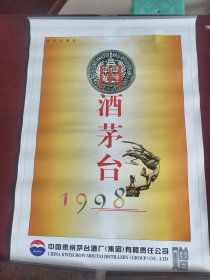 国
酒
茅
台
1998
中国贵州茅台酒厂(集团)有限责任公司
CHINA KWEICHOW MOUTAI DISTILLERY (GROUP) CO.,LTD
赠